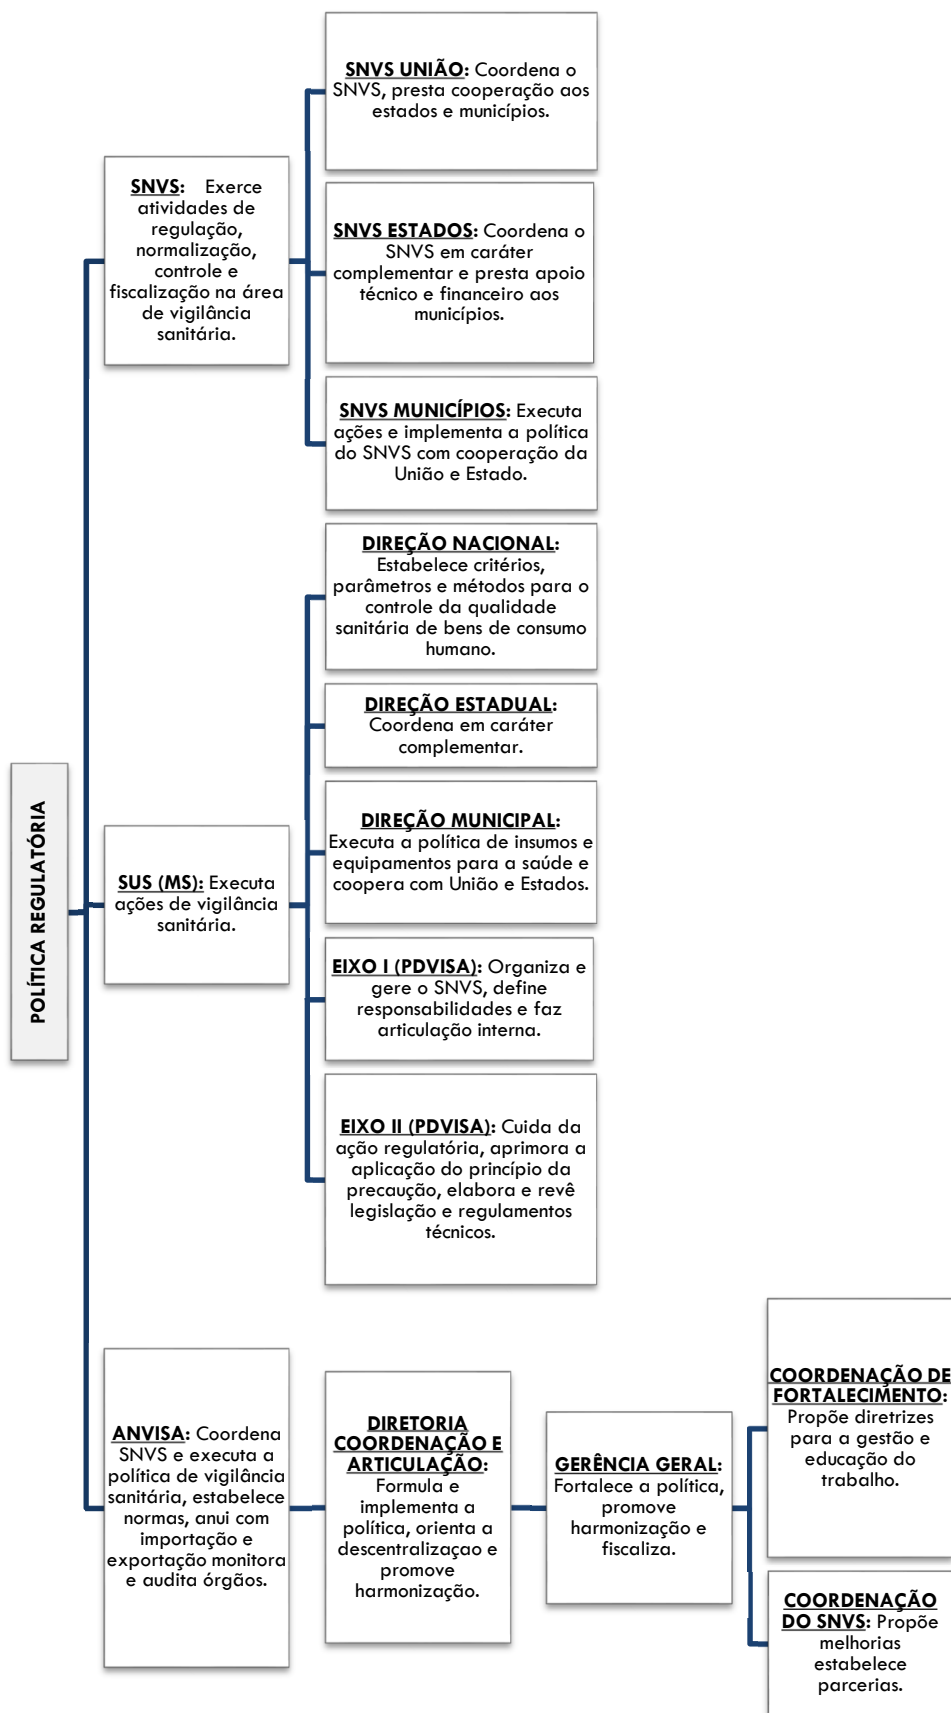 SNVS UNIÃO: Coordena o
SNVS, presta cooperação aos
estados e municípios.
SNVS: Exerce
atividades de
regulação,
normalização,
controle e
fiscalização na área
de vigilância
sanitária.
SNVS ESTADOS: Coordena o
SNVS em caráter
complementar e presta apoio
técnico e financeiro aos
municípios.
SNVS MUNICÍPIOS: Executa
ações e implementa a política
do SNVS com cooperação da
União e Estado.
DIREÇÃO NACIONAL:
Estabelece critérios,
parâmetros e métodos para o
controle da qualidade
sanitária de bens de consumo
humano.
DIREÇÃO ESTADUAL:
Coordena em caráter
complementar.
POLÍTICA REGULATÓRIA
SUS (MS): Executa
ações de vigilância
sanitária.
DIREÇÃO MUNICIPAL:
Executa a política de insumos e
equipamentos para a saúde e
coopera com União e Estados.
EIXO I (PDVISA): Organiza e
gere o SNVS, define
responsabilidades e faz
articulação interna.
EIXO II (PDVISA): Cuida da
ação regulatória, aprimora a
aplicação do princípio da
precaução, elabora e revê
legislação e regulamentos
técnicos.
ANVISA: Coordena
SNVS e executa a
política de vigilância
sanitária, estabelece
normas, anui com
importação e
exportação monitora
e audita órgãos.
DIRETORIA
COORDENAÇÃO E
ARTICULAÇÃO:
Formula e
implementa a
política, orienta a
descentralizaçao e
promove
harmonização.
GERÊNCIA GERAL:
Fortalece a política,
promove
harmonização e
fiscaliza.
COORDENAÇÃO DE
FORTALECIMENTO:
Propõe diretrizes
para a gestão e
educação do
trabalho.
COORDENAÇÃO
DO SNVS: Propõe
melhorias
estabelece
parcerias.